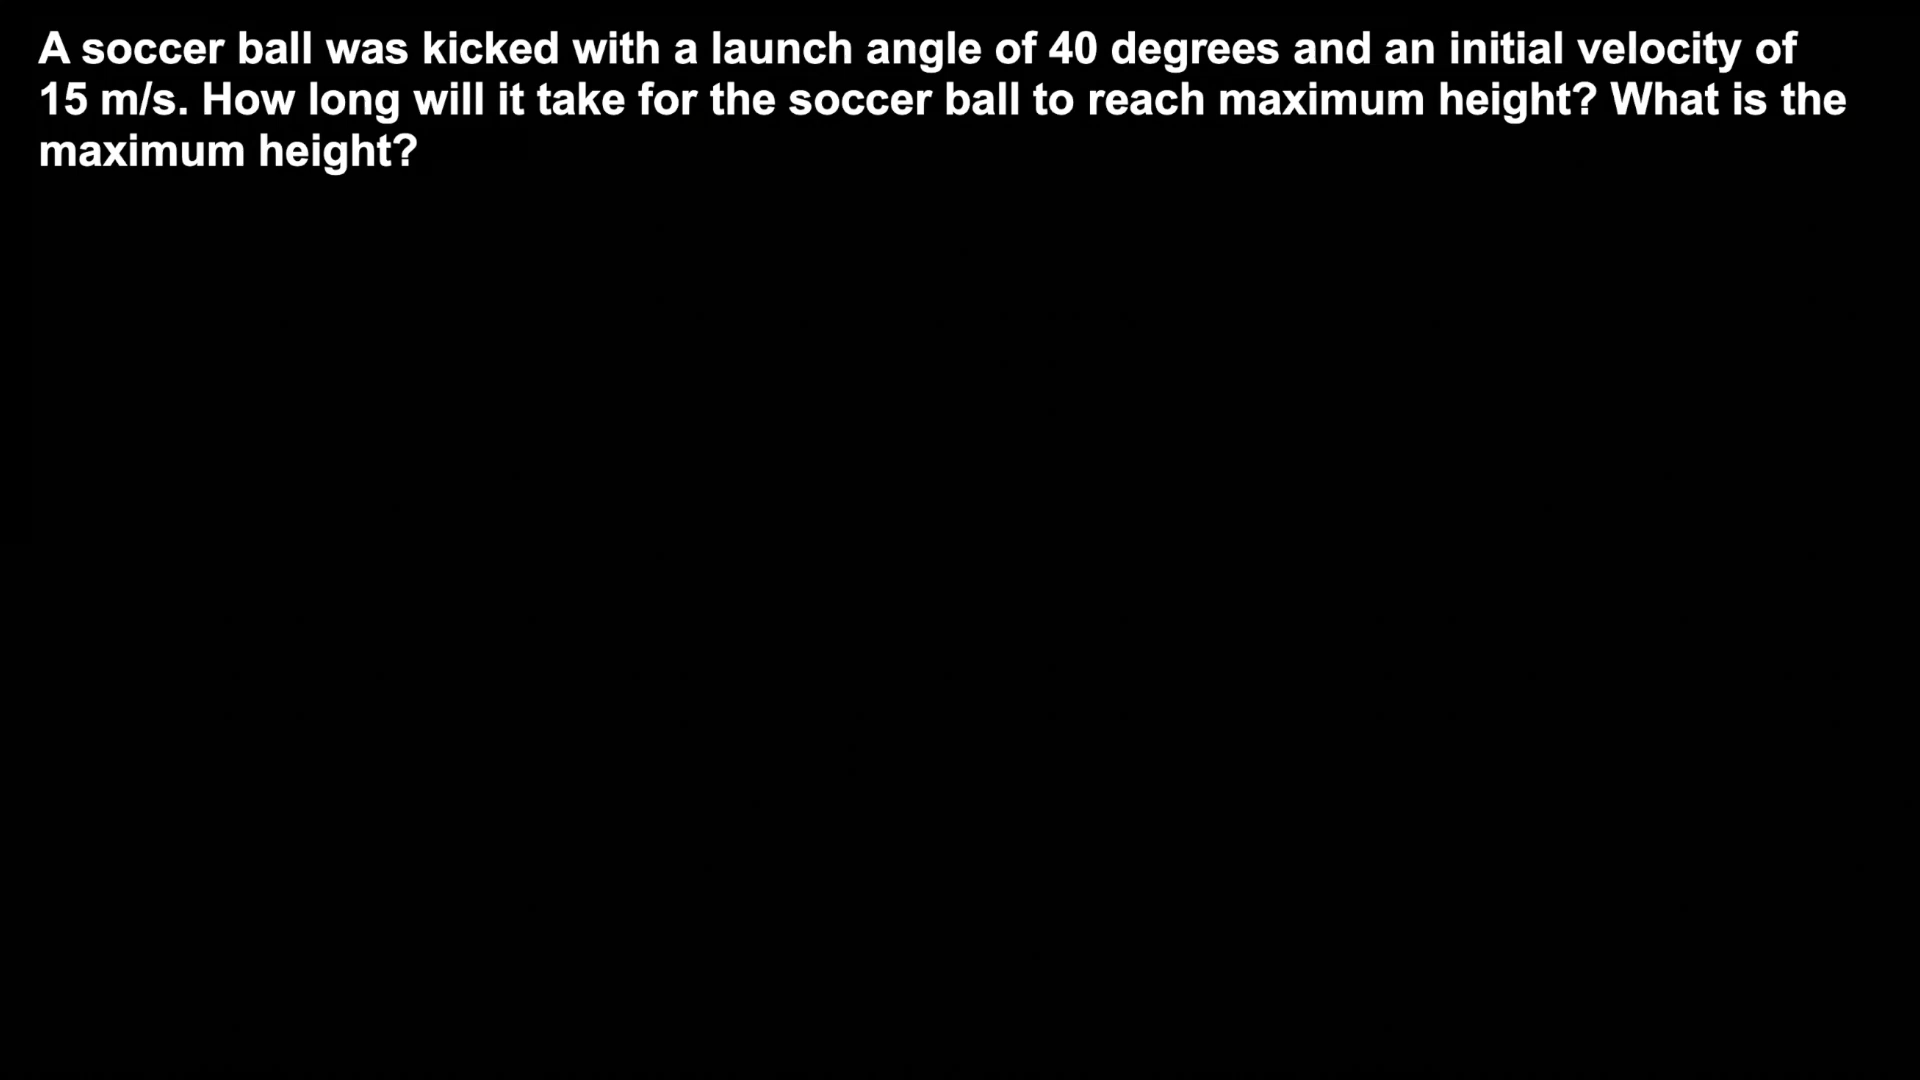 A soccer ball was kicked with a launch angle of 40 degrees and an initial velocity of
15 m/s. How long will it take for the soccer ball to reach maximum height? What is the
maximum height?